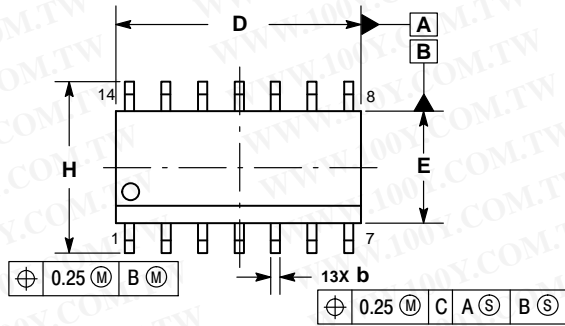 D
A
B
14
8
H
E
1
7
⌖ 0.25 Ⓜ B Ⓜ
13X b
⌖ 0.25 Ⓜ C A Ⓢ B Ⓢ
WWW.100Y.COM.TW